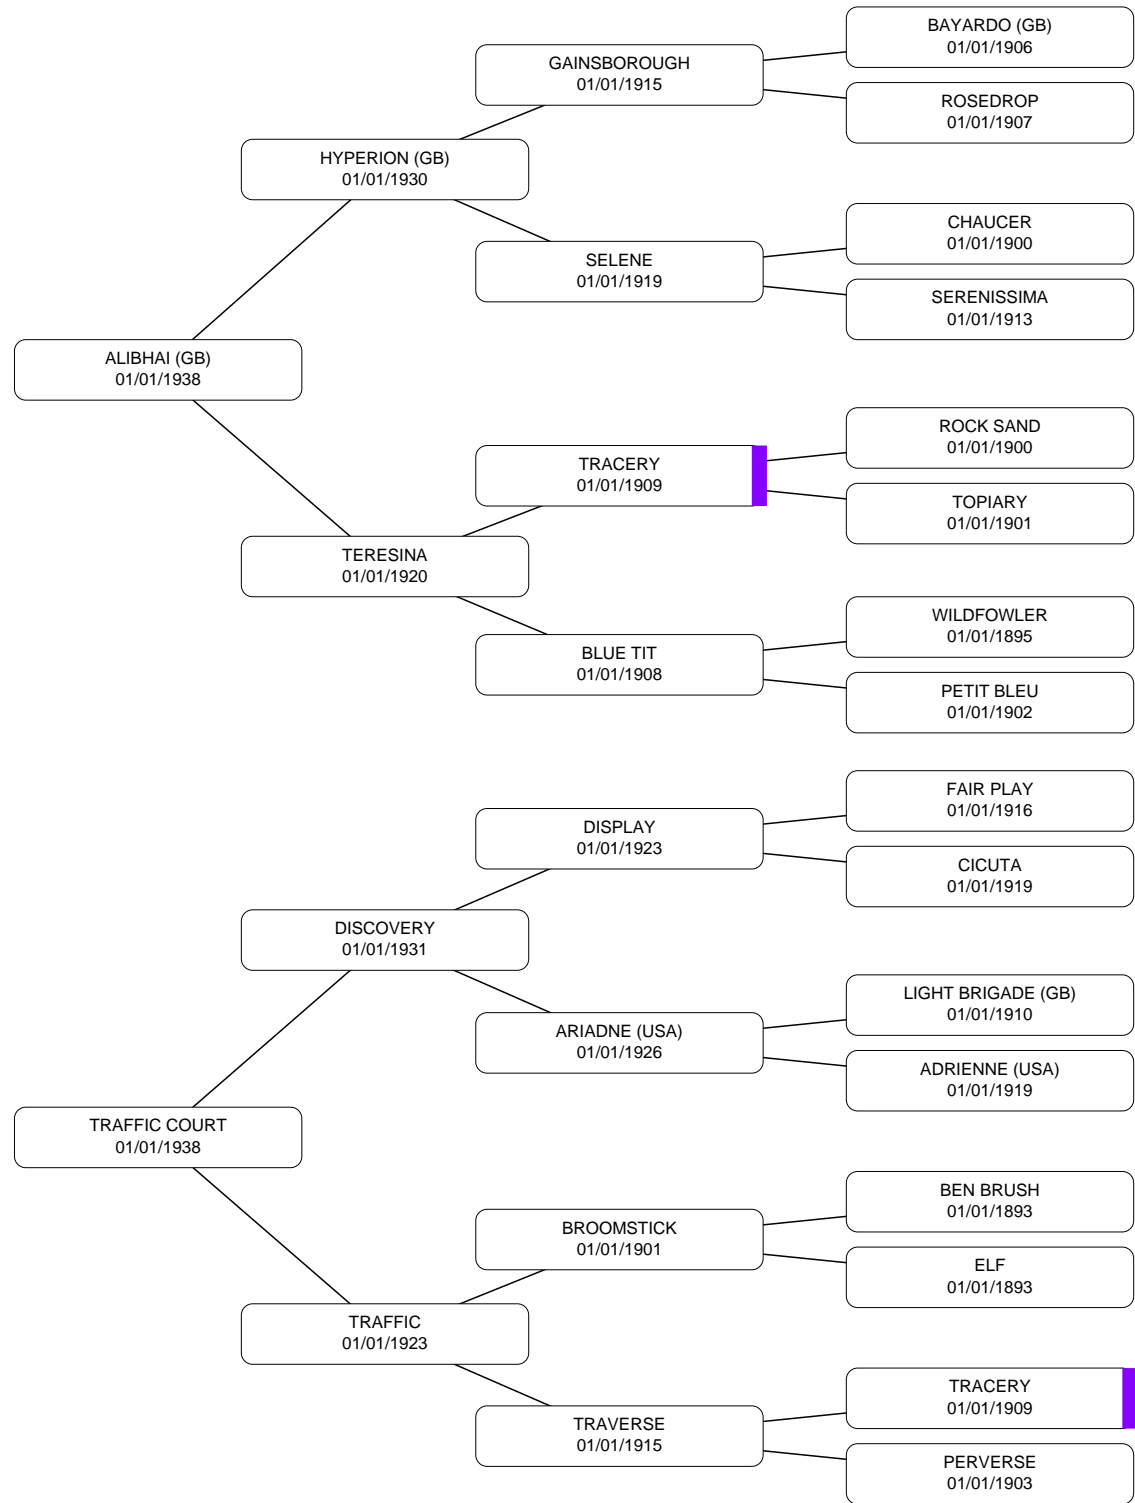 BAYARDO (GB)
01/01/1906
GAINSBOROUGH
01/01/1915
ROSEDROP
01/01/1907
HYPERION (GB)
01/01/1930
CHAUCER
01/01/1900
SELENE
01/01/1919
SERENISSIMA
01/01/1913
ALIBHAI (GB)
01/01/1938
ROCK SAND
01/01/1900
TRACERY
01/01/1909
TOPIARY
01/01/1901
TERESINA
01/01/1920
WILDFOWLER
01/01/1895
BLUE TIT
01/01/1908
PETIT BLEU
01/01/1902
FAIR PLAY
01/01/1916
DISPLAY
01/01/1923
CICUTA
01/01/1919
DISCOVERY
01/01/1931
LIGHT BRIGADE (GB)
01/01/1910
ARIADNE (USA)
01/01/1926
ADRIENNE (USA)
01/01/1919
TRAFFIC COURT
01/01/1938
BEN BRUSH
01/01/1893
BROOMSTICK
01/01/1901
ELF
01/01/1893
TRAFFIC
01/01/1923
TRACERY
01/01/1909
TRAVERSE
01/01/1915
PERVERSE
01/01/1903